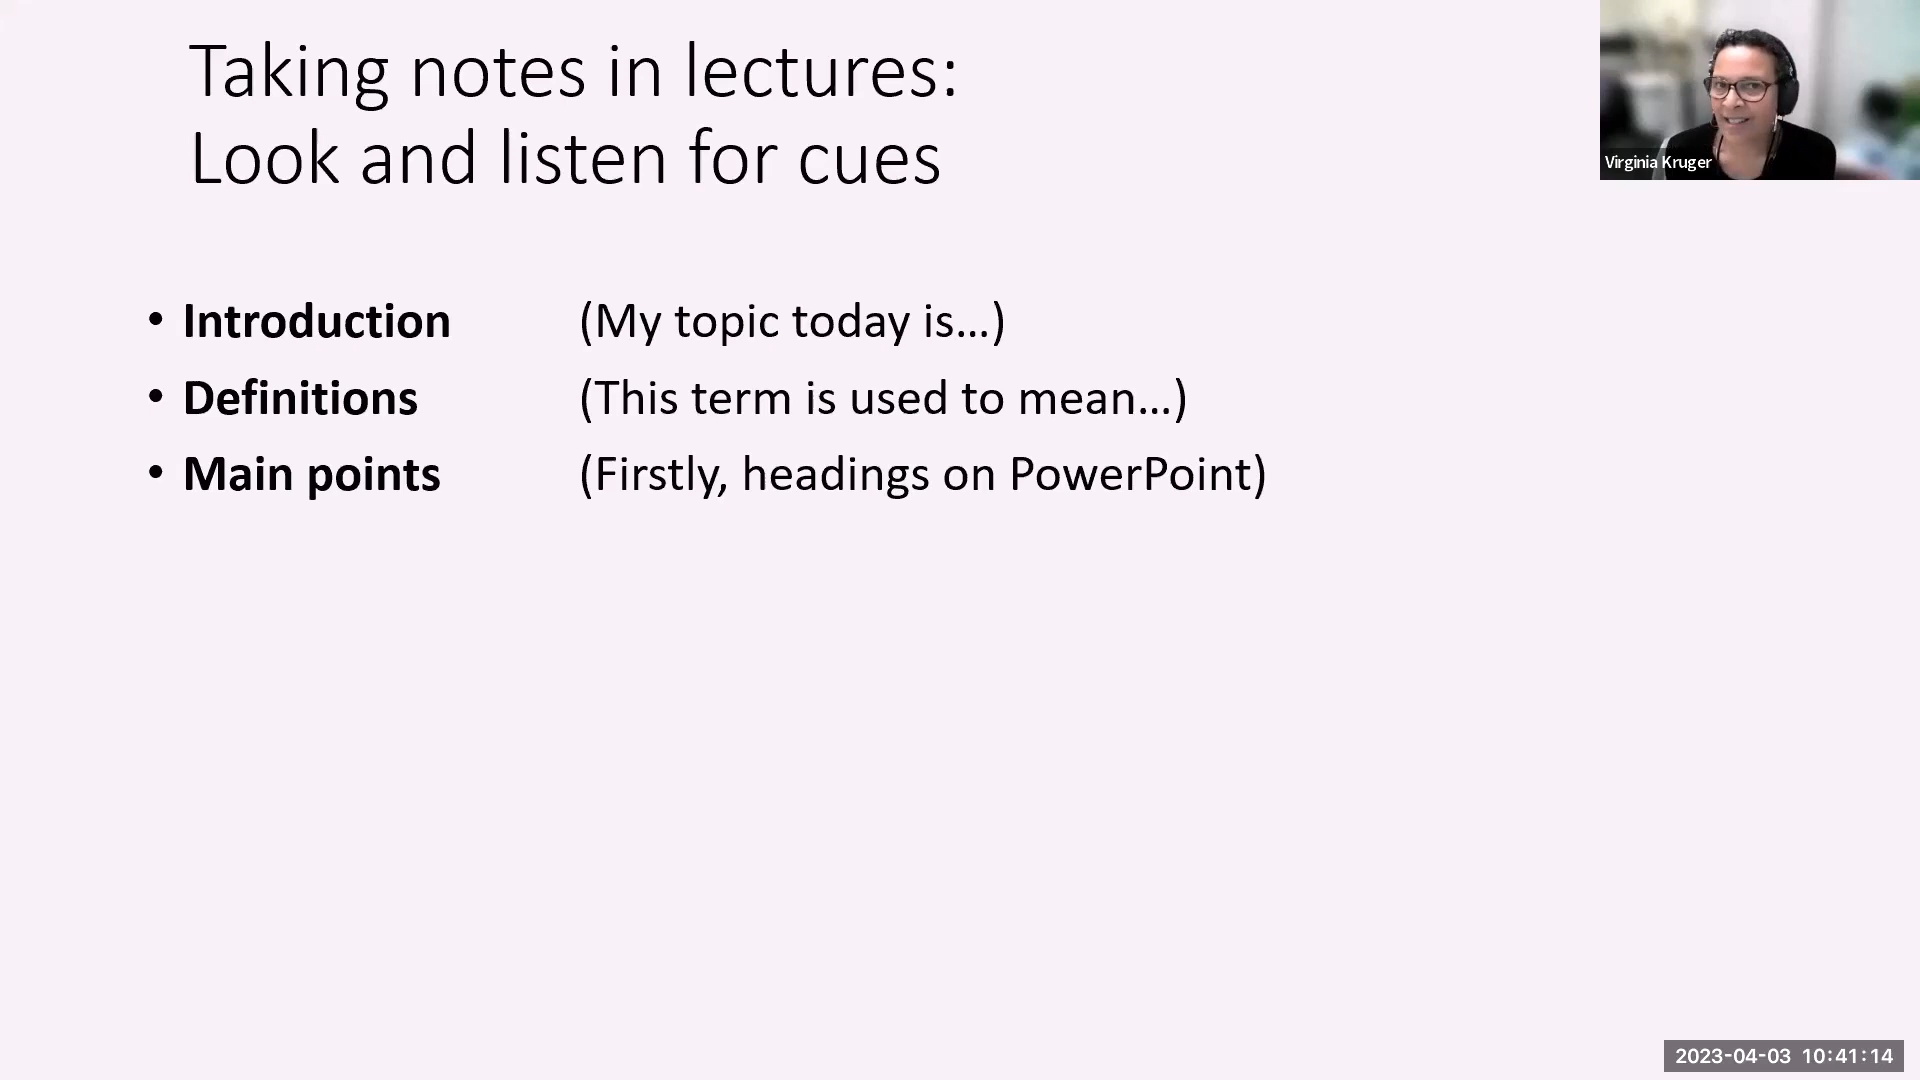 Taking notes in lectures:
Look and listen for cues
Virginia Kruger
• Introduction (My topic today is...)
• Definitions (This term is used to mean...)
• Main points (Firstly, headings on PowerPoint)
2023-04-03 10:41:14